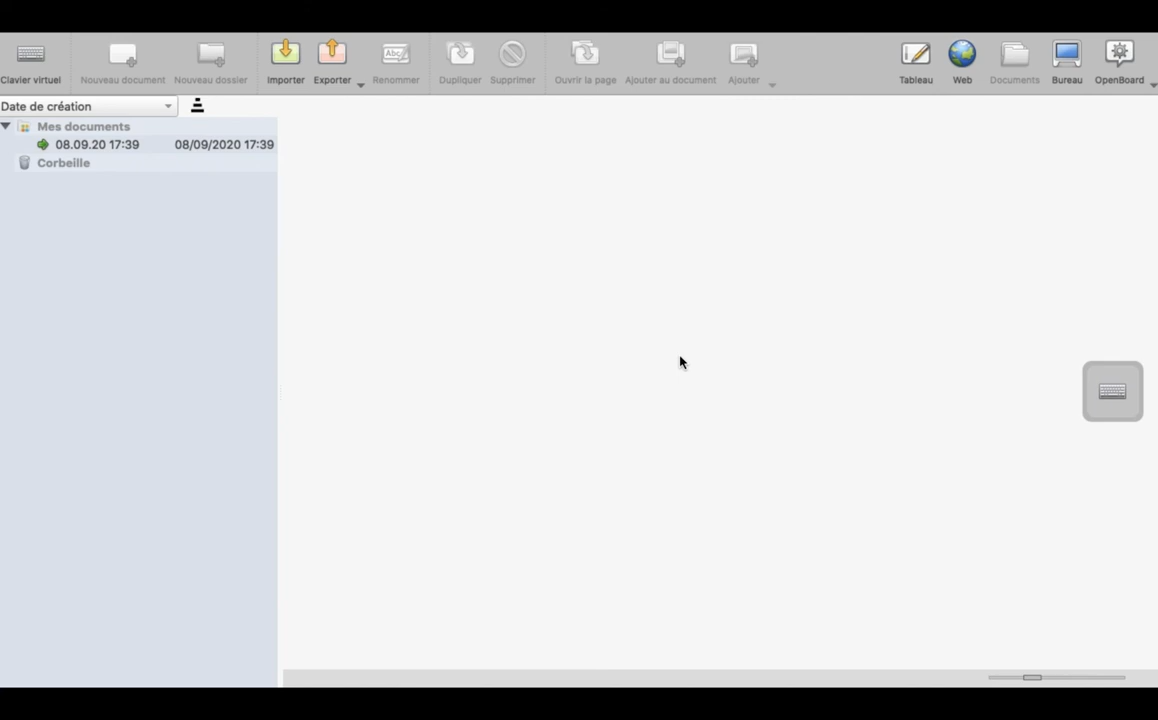 Clavier virtuel Nouveau document Nouveau dossier Importer Exporter Renommer Dupliquer Supprimer Ouvrir la page Ajouter au document Ajouter Tableau Web Documents Bureau OpenBoard
Abc
Date de création
Mes documents
08.09.20 17:39 08/09/2020 17:39
Corbeille